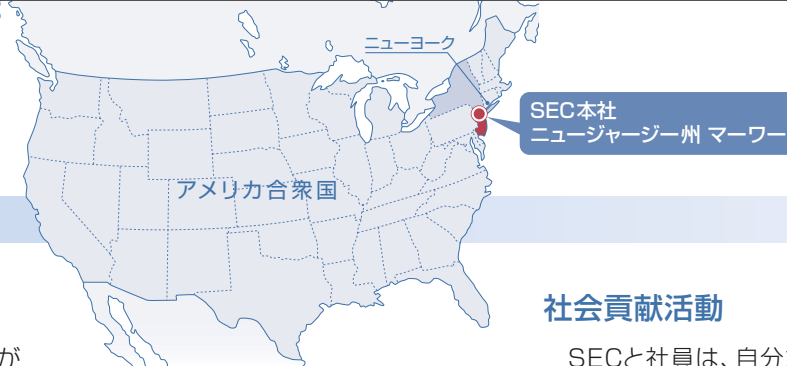 ニューヨーク
SEC本社
ニュージャージー州 マーワー
アメリカ合衆国
社会貢献活動
が
SECと社員は、自分